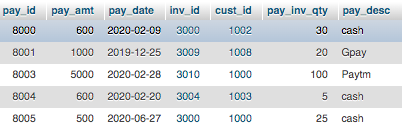 pay_id pay_amt pay_date inv_id cust_id pay_inv_qty pay_desc
8000 600 2020-02-09 3000 1002 30 cash
8001 1000 2019-12-25 3009 1008 20 Gpay
8003 5000 2020-02-28 3010 1000 100 Paytm
8004 600 2020-02-20 3004 1003 5 cash
8005 500 2020-06-27 3000 1000 25 cash